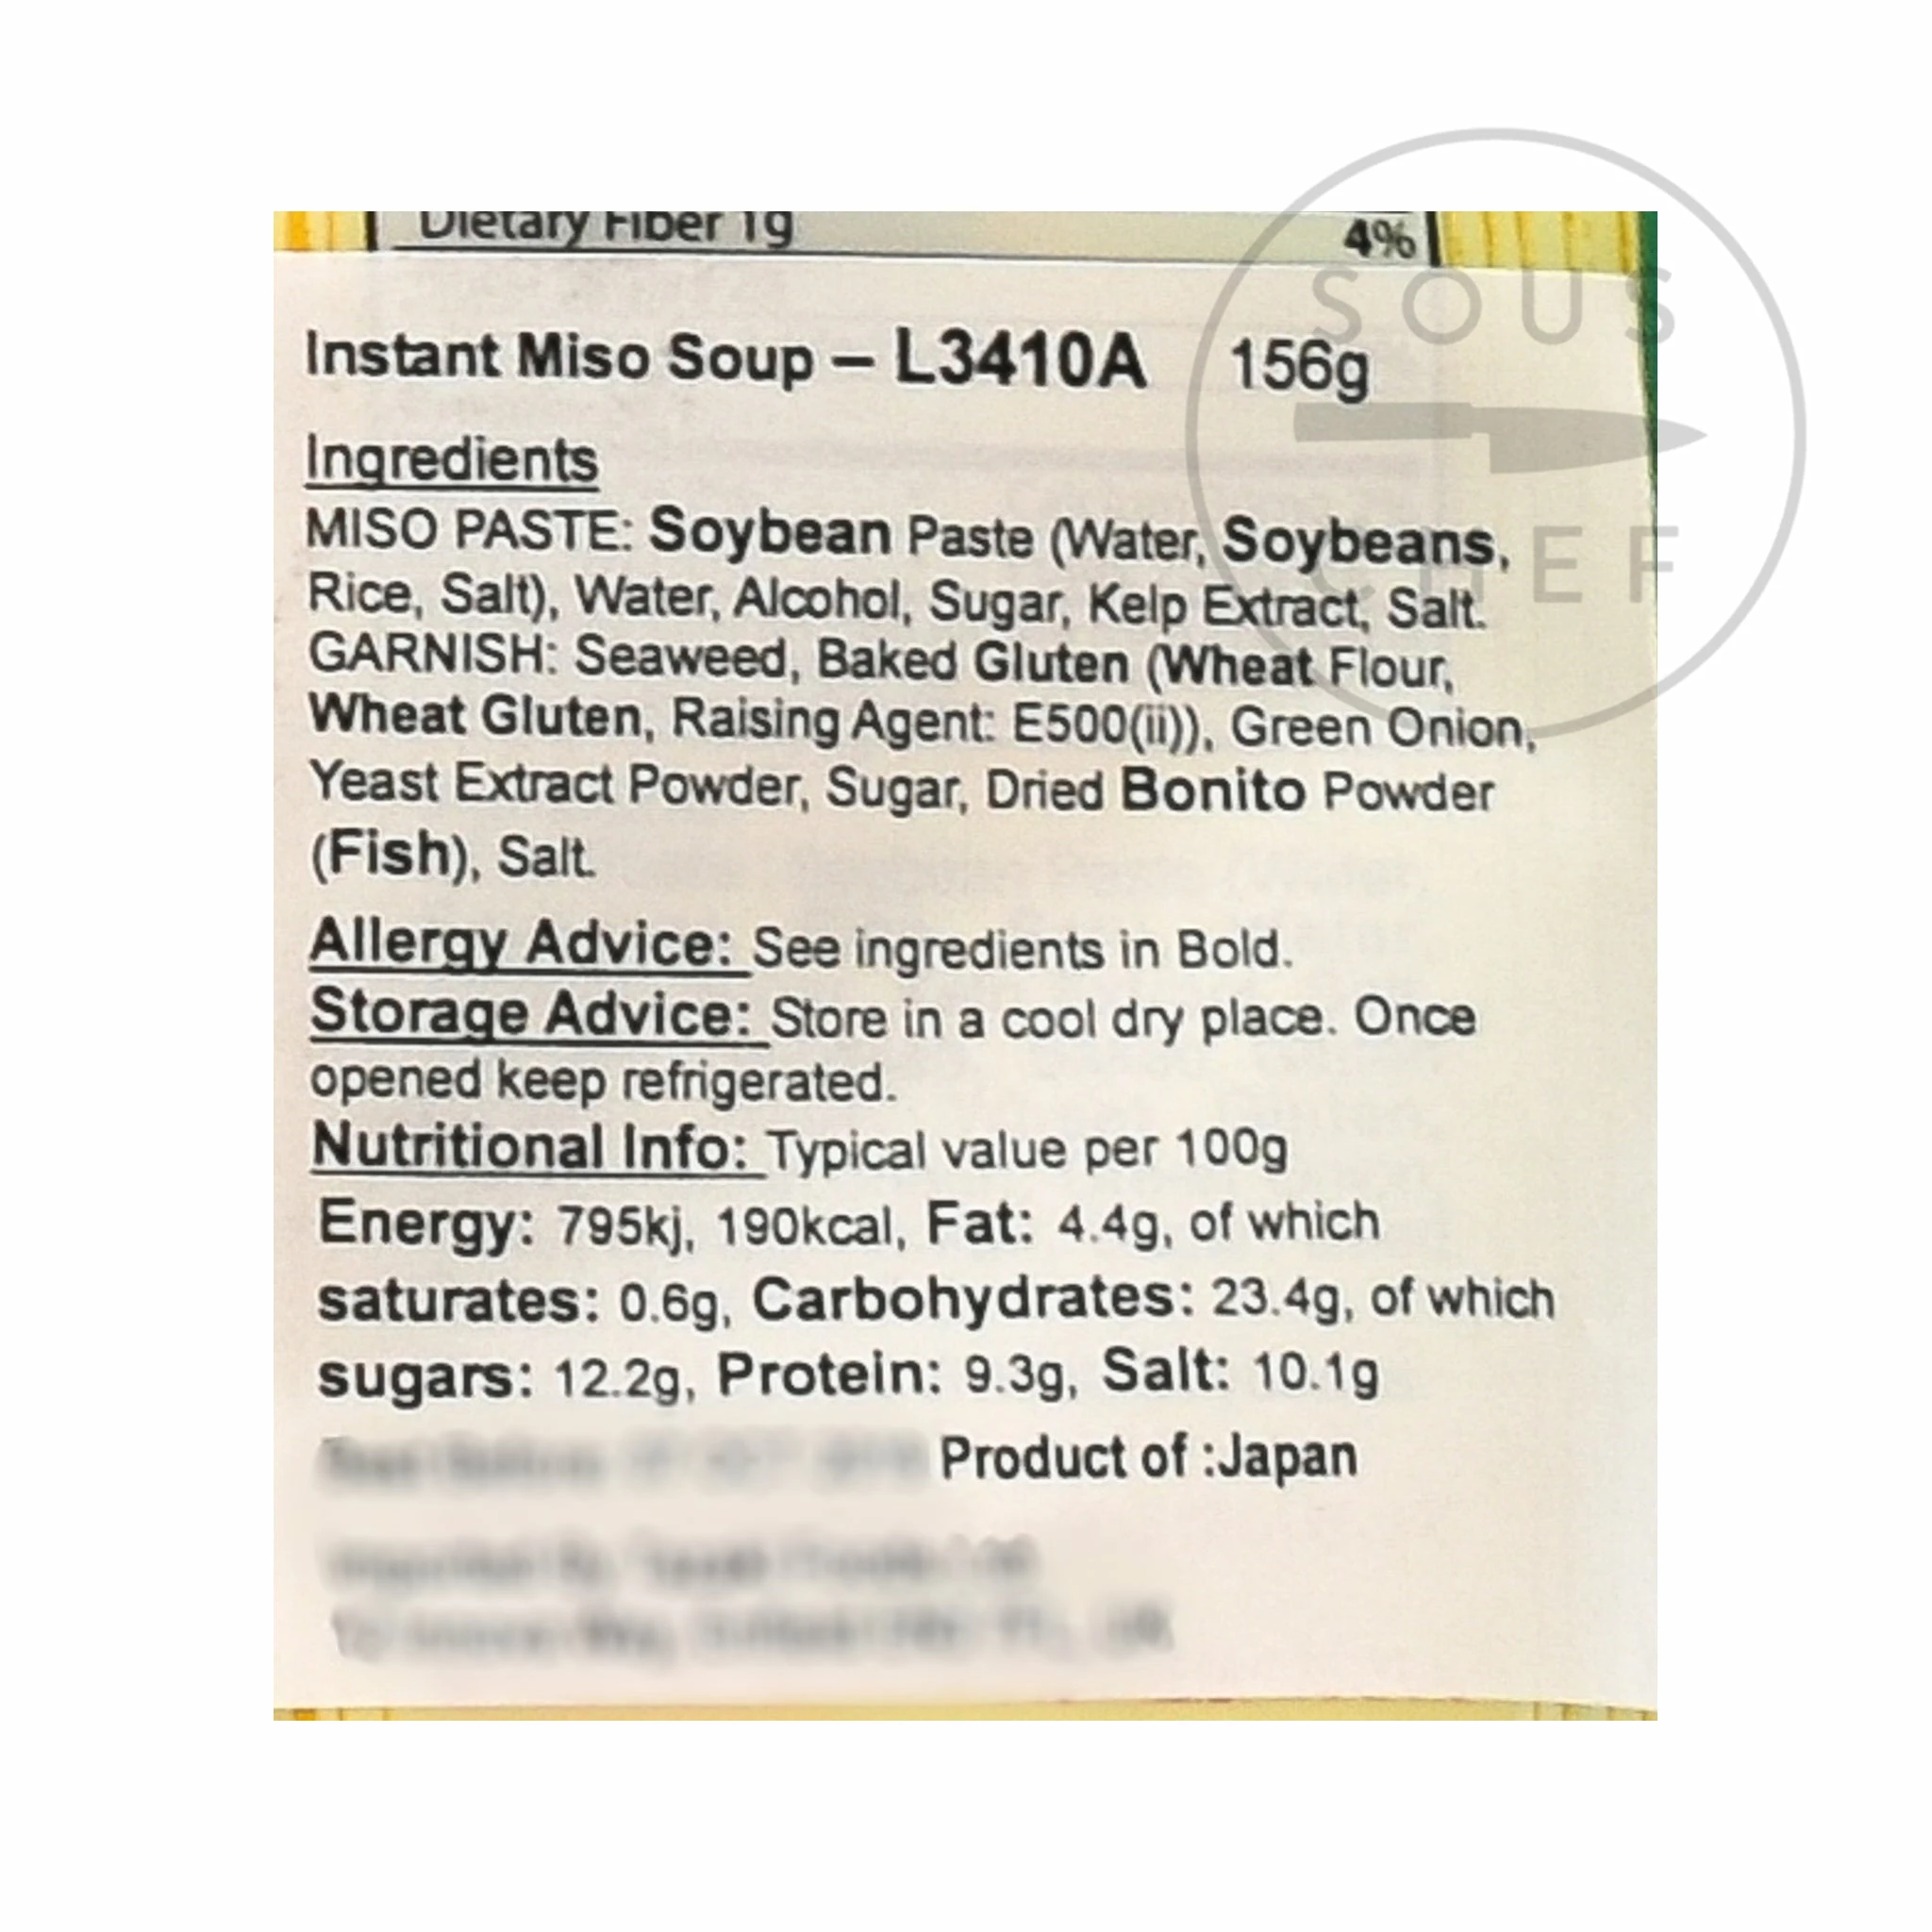 Dietary Fiber 1g 4%
SOUS
CHEF
Instant Miso Soup – L3410A 156g
Ingredients
MISO PASTE: Soybean Paste (Water, Soybeans,
Rice, Salt), Water, Alcohol, Sugar, Kelp Extract, Salt.
GARNISH: Seaweed, Baked Gluten (Wheat Flour,
Wheat Gluten, Raising Agent: E500(ii)), Green Onion,
Yeast Extract Powder, Sugar, Dried Bonito Powder
(Fish), Salt.
Allergy Advice: See ingredients in Bold.
Storage Advice: Store in a cool dry place. Once
opened keep refrigerated.
Nutritional Info: Typical value per 100g
Energy: 795kj, 190kcal, Fat: 4.4g, of which
saturates: 0.6g, Carbohydrates: 23.4g, of which
sugars: 12.2g, Protein: 9.3g, Salt: 10.1g
Product of :Japan